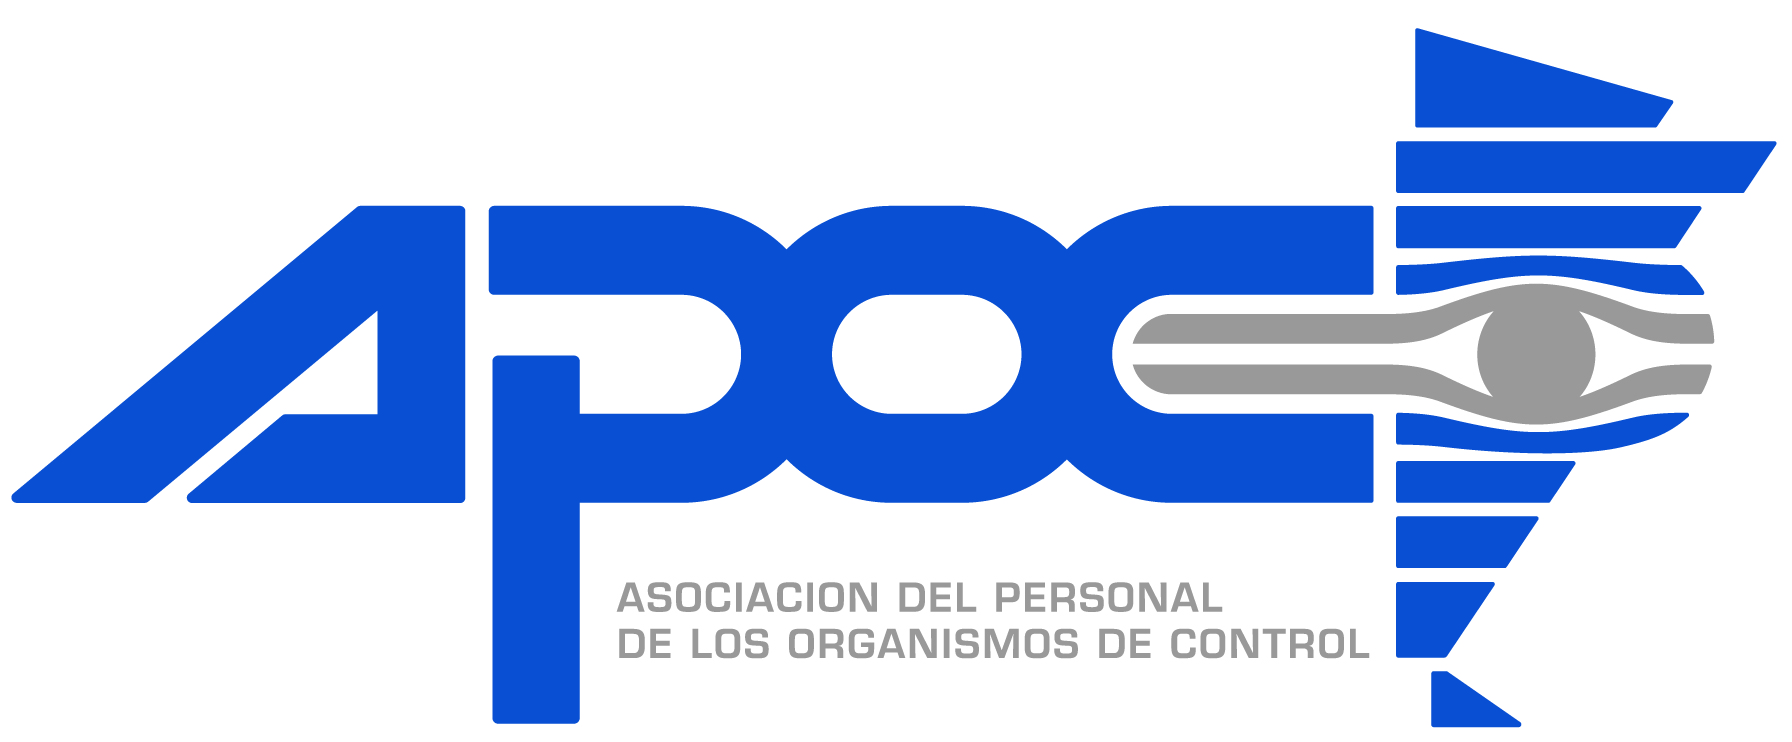 APOC
ASOCIACION DEL PERSONAL
DE LOS ORGANISMOS DE CONTROL